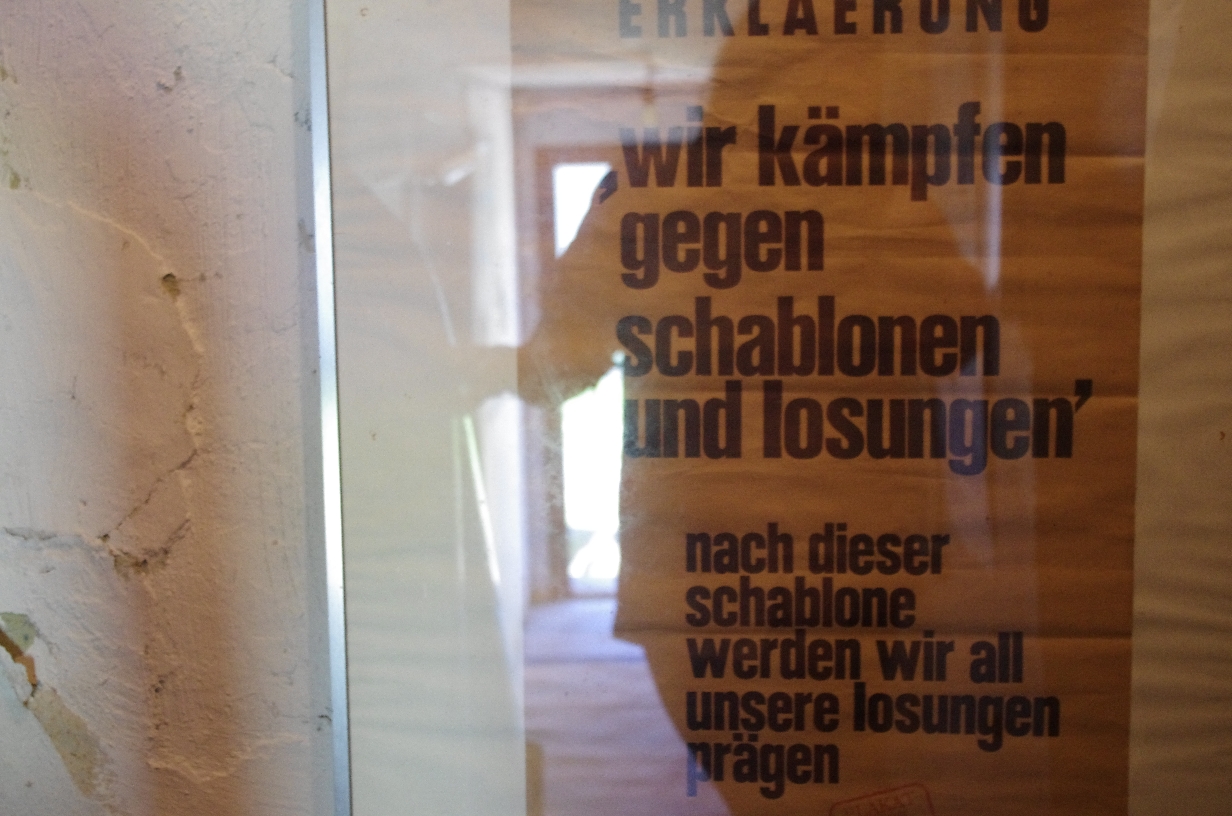 ERKLAERUNG
‚wir kämpfen
gegen
schablonen
und losungen’
nach dieser
schablone
werden wir all
unsere losungen
prägen